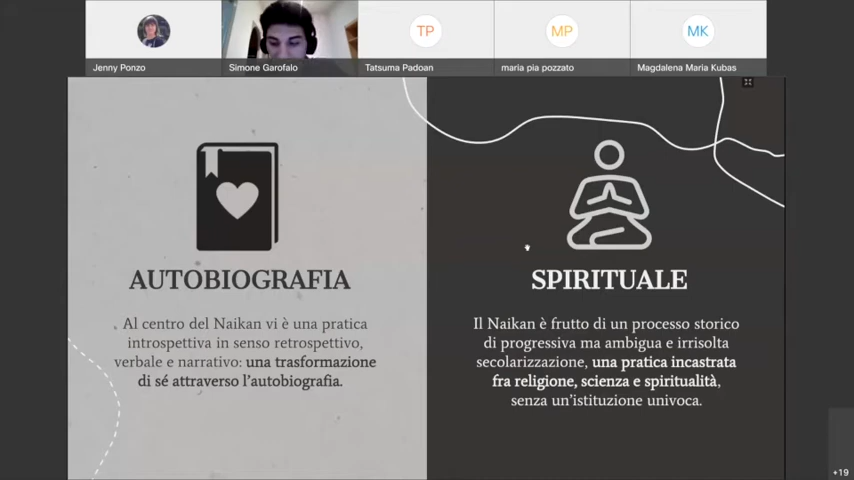 TP
MP
MK
Jenny Ponzo
Simone Garofalo
Tatsuma Padoan
maria pia pozzato
Magdalena Maria Kubas
AUTOBIOGRAFIA
Al centro del Naikan vi è una pratica
introspettiva in senso retrospettivo,
verbale e narrativo: una trasformazione
di sé attraverso l'autobiografia.
SPIRITUALE
Il Naikan è frutto di un processo storico
di progressiva ma ambigua e irrisolta
secolarizzazione, una pratica incastrata
fra religione, scienza e spiritualità,
senza un'istituzione univoca.
+19